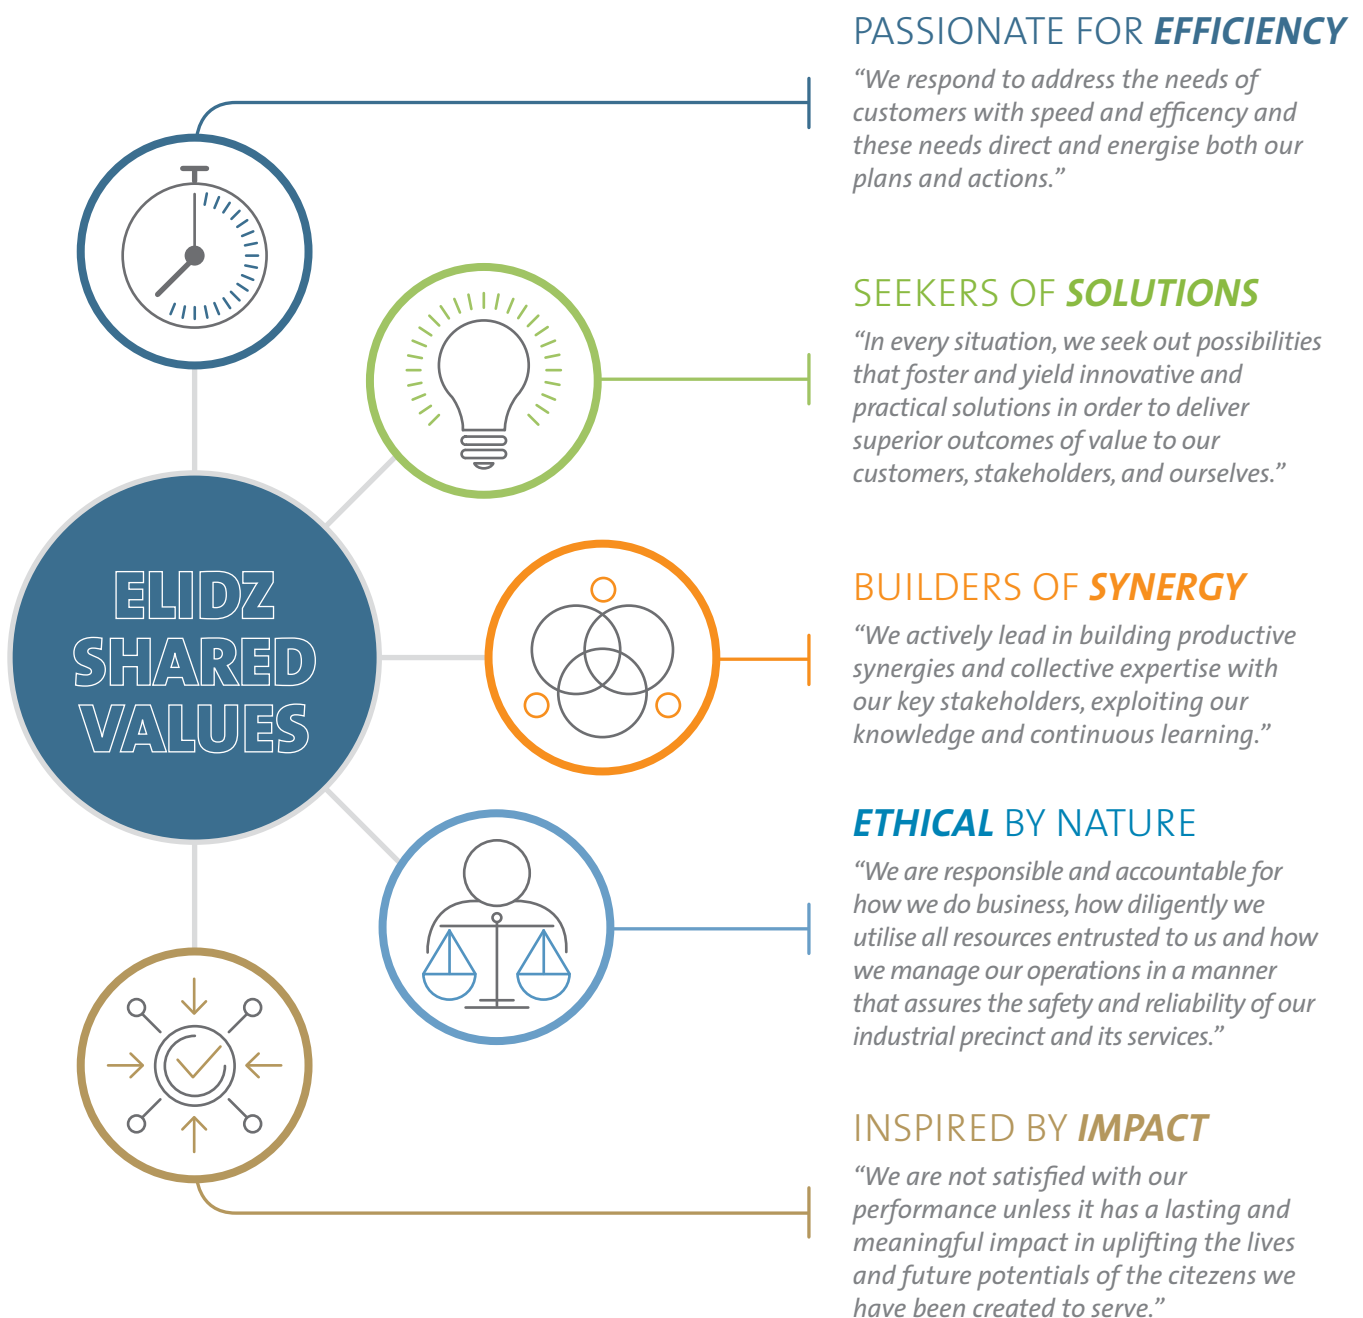 PASSIONATE FOR EFFICIENCY
“We respond to address the needs of
customers with speed and efficency and
these needs direct and energise both our
plans and actions.”
SEEKERS OF SOLUTIONS
“In every situation, we seek out possibilities
that foster and yield innovative and
practical solutions in order to deliver
superior outcomes of value to our
customers, stakeholders, and ourselves.”
ELIDZ
SHARED
VALUES
BUILDERS OF SYNERGY
“We actively lead in building productive
synergies and collective expertise with
our key stakeholders, exploiting our
knowledge and continuous learning.”
ETHICAL BY NATURE
“We are responsible and accountable for
how we do business, how diligently we
utilise all resources entrusted to us and how
we manage our operations in a manner
that assures the safety and reliability of our
industrial precinct and its services.”
INSPIRED BY IMPACT
“We are not satisfied with our
performance unless it has a lasting and
meaningful impact in uplifting the lives
and future potentials of the citezens we
have been created to serve.”